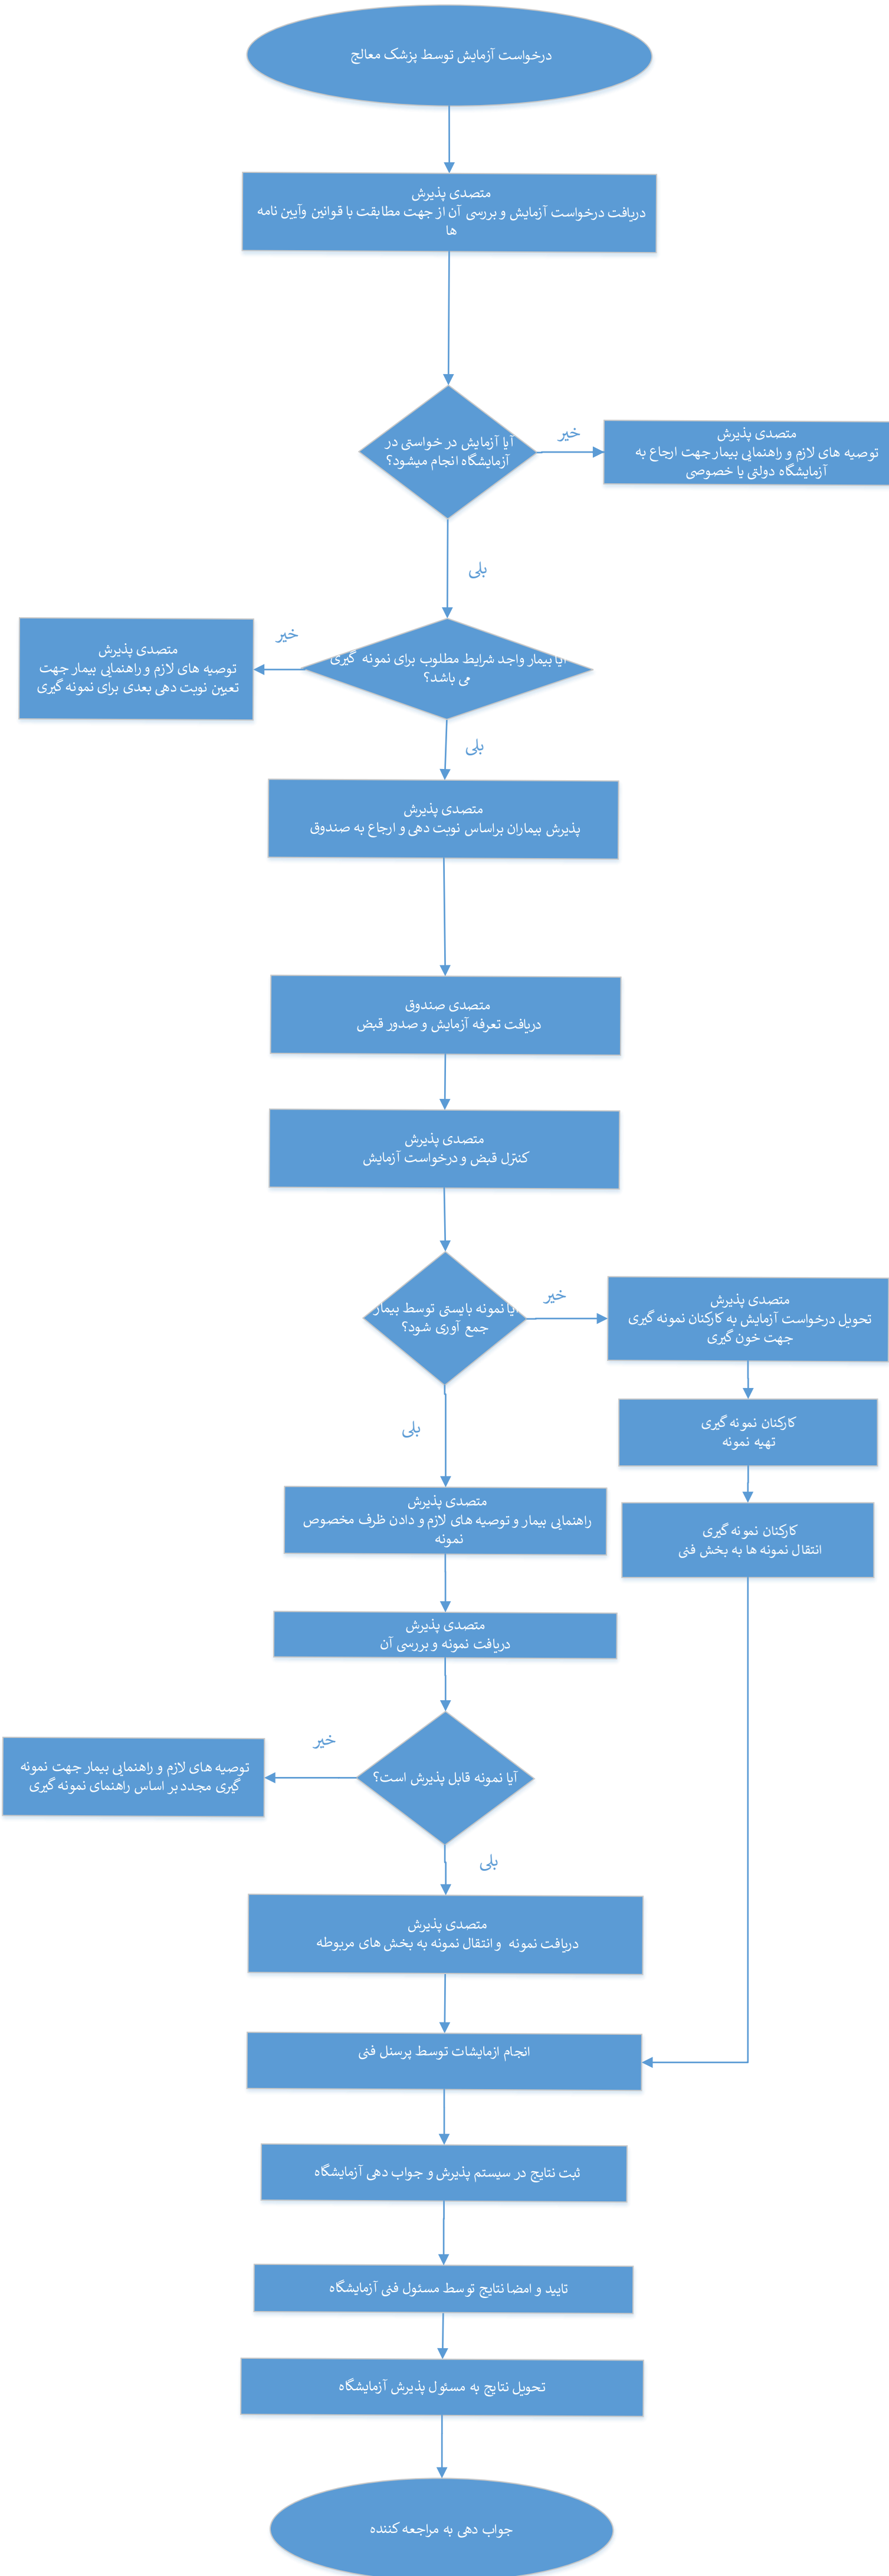 درخواست آزمایش توسط پزشک معالج
متصدی پذیرش
دریافت درخواست آزمایش و بررسی آن از جهت مطابقت با قوانین وآیین نامه
ها
آیا آزمایش در خواستی در
آزمایشگاه انجام میشود؟
خیر
متصدی پذیرش
توصیه های لازم و راهنمایی بیمار جهت ارجاع به
آزمایشگاه دولتی یا خصوصی
بلی
آیا بیمار واجد شرایط مطلوب برای نمونه گیری
می باشد؟
خیر
متصدی پذیرش
توصیه های لازم و راهنمایی بیمار جهت
تعیین نوبت دهی بعدی برای نمونه گیری
بلی
متصدی پذیرش
پذیرش بیماران براساس نوبت دهی و ارجاع به صندوق
متصدی صندوق
دریافت تعرفه آزمایش و صدور قبض
متصدی پذیرش
کنترل قبض و درخواست آزمایش
آیا نمونه بایستی توسط بیمار
جمع آوری شود؟
خیر
متصدی پذیرش
تحویل درخواست آزمایش به کارکنان نمونه گیری
جهت خون گیری
کارکنان نمونه گیری
تهیه نمونه
کارکنان نمونه گیری
انتقال نمونه ها به بخش فنی
بلی
متصدی پذیرش
راهنمایی بیمار و توصیه های لازم و دادن ظرف مخصوص
نمونه
متصدی پذیرش
دریافت نمونه و بررسی آن
آیا نمونه قابل پذیرش است؟
خیر
توصیه های لازم و راهنمایی بیمار جهت نمونه
گیری مجدد بر اساس راهنمای نمونه گیری
بلی
متصدی پذیرش
دریافت نمونه و انتقال نمونه به بخش های مربوطه
انجام ازمایشات توسط پرسنل فنی
ثبت نتایج در سیستم پذیرش و جواب دهی آزمایشگاه
تایید و امضا نتایج توسط مسئول فنی آزمایشگاه
تحویل نتایج به مسئول پذیرش آزمایشگاه
جواب دهی به مراجعه کننده